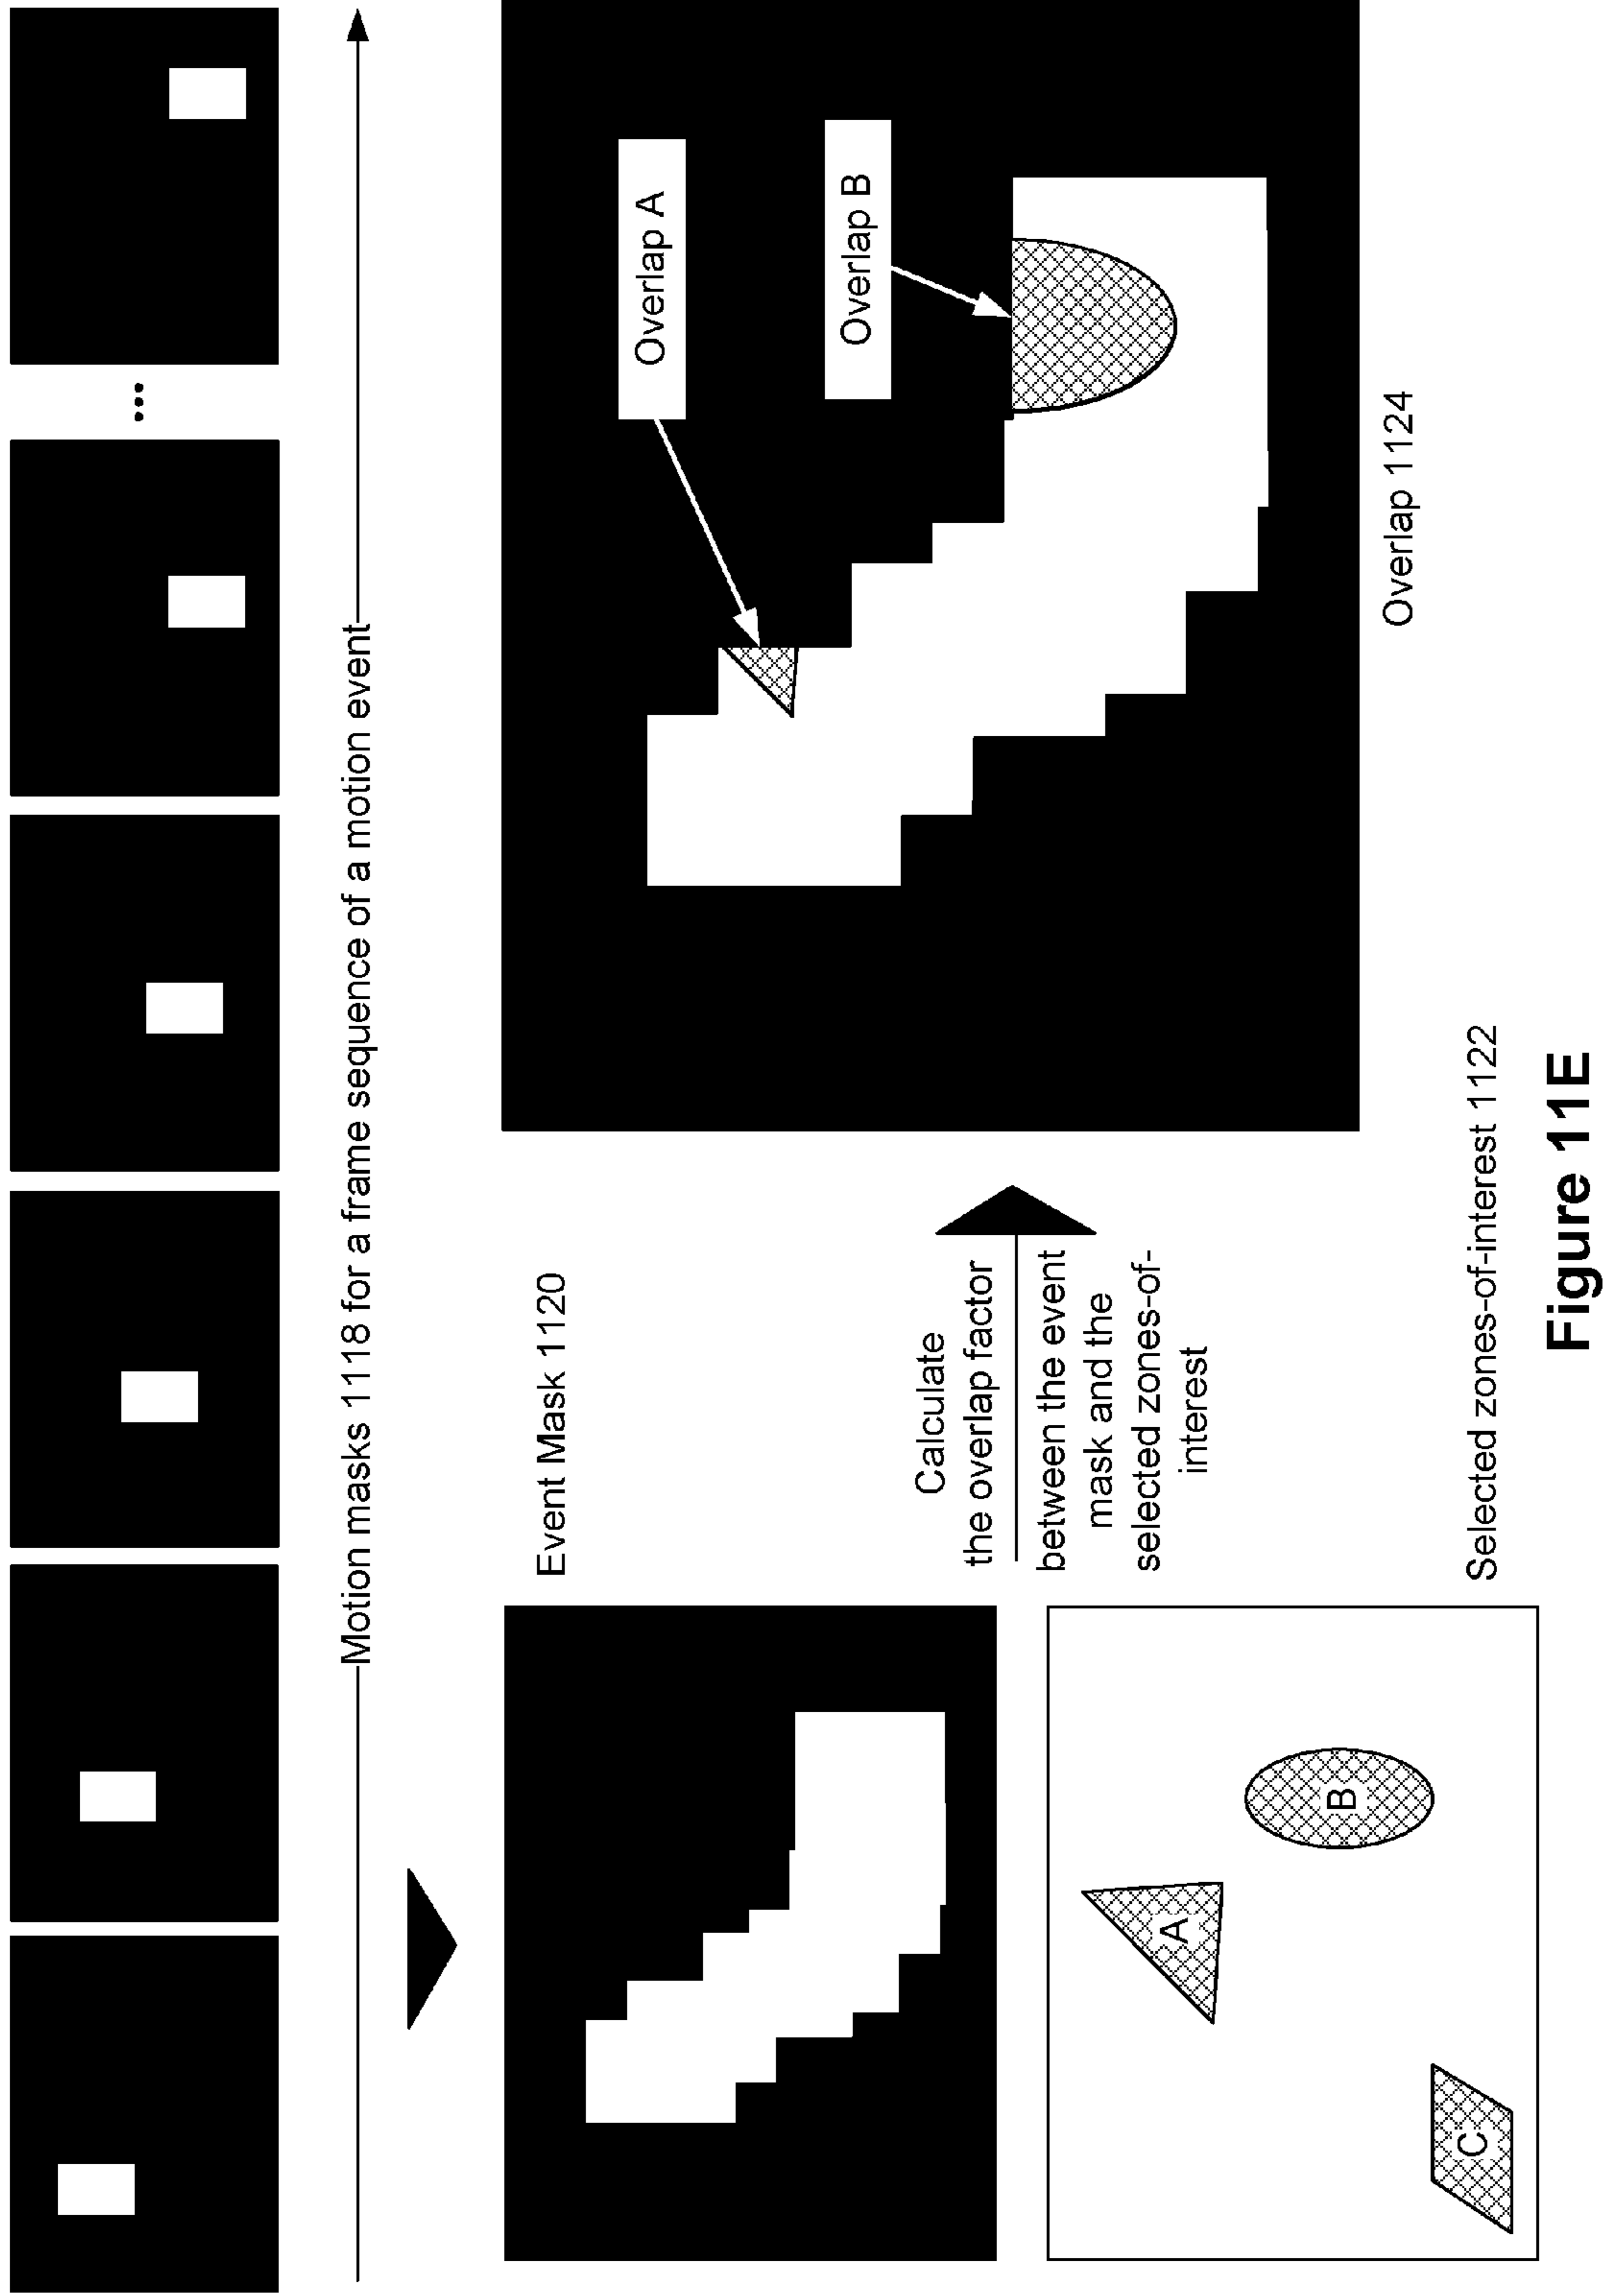 ...
Motion masks 1118 for a frame sequence of a motion event
Event Mask 1120
Calculate
the overlap factor
between the event
mask and the
selected zones-of-
interest
Overlap A
Overlap B
Overlap 1124
A
B
C
Selected zones-of-interest 1122
Figure 11E